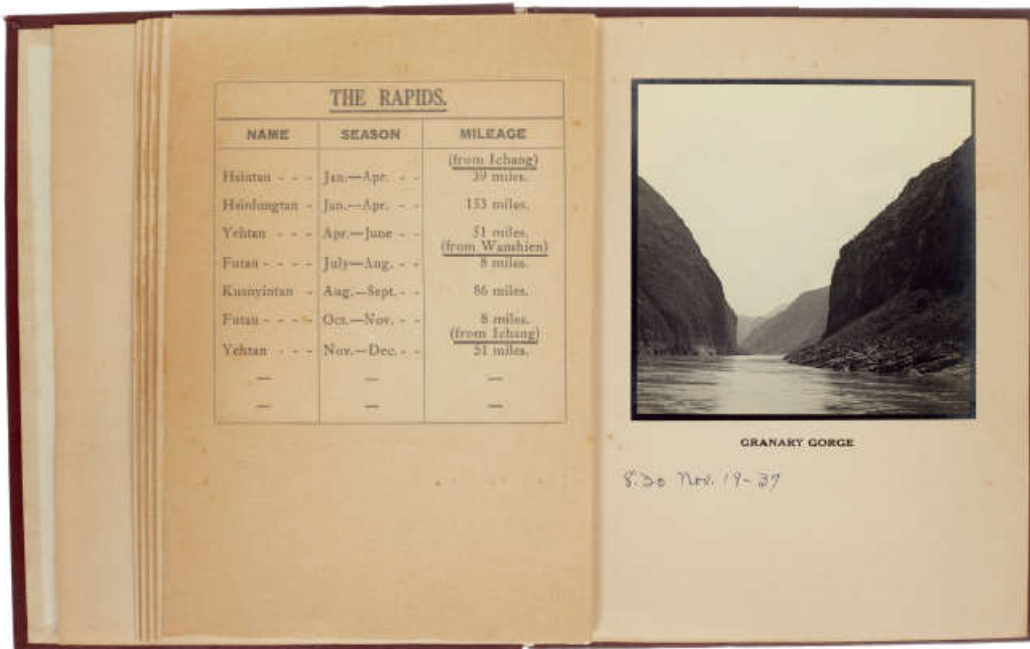 THE RAPIDS.
NAME SEASON MILEAGE
(from Ichang)
Hsintan - - - Jan.—Apr. - - 39 miles.
Hsinlungtan - Jan.—Apr. - - 153 miles.
Yehtan - - - Apr.—June - - 51 miles.
(from Wanshien)
Futan - - - - July—Aug. - - 8 miles.
Kuanyintan - Aug.—Sept. - - 86 miles.
Futan - - - - Oct.—Nov. - - 8 miles.
(from Ichang)
Yehtan - - - Nov.—Dec. - - 51 miles.
— — —
— — —
GRANARY GORGE
8.30 Nov. 19-37